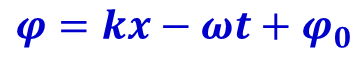 φ = kx − ωt + φ₀